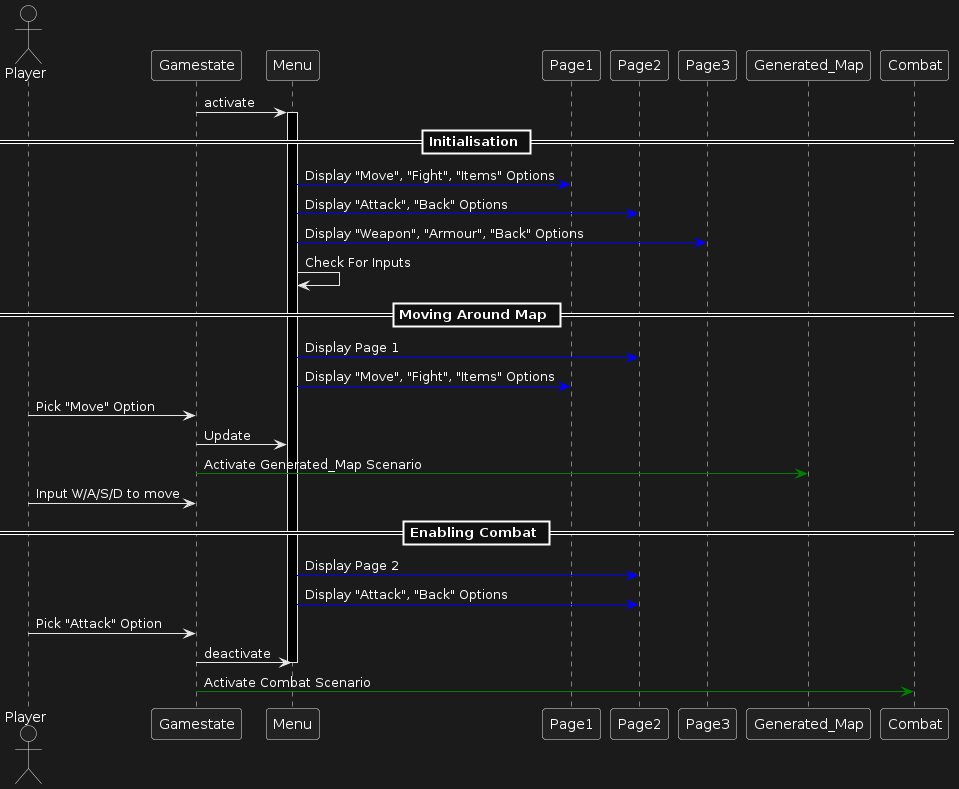 Player
Gamestate
Menu
Page1
Page2
Page3
Generated_Map
Combat
activate
Initialisation
Display "Move", "Fight", "Items" Options
Display "Attack", "Back" Options
Display "Weapon", "Armour", "Back" Options
Check For Inputs
Moving Around Map
Display Page 1
Display "Move", "Fight", "Items" Options
Pick "Move" Option
Update
Activate Generated_Map Scenario
Input W/A/S/D to move
Enabling Combat
Display Page 2
Display "Attack", "Back" Options
Pick "Attack" Option
deactivate
Activate Combat Scenario
Player
Gamestate
Menu
Page1
Page2
Page3
Generated_Map
Combat